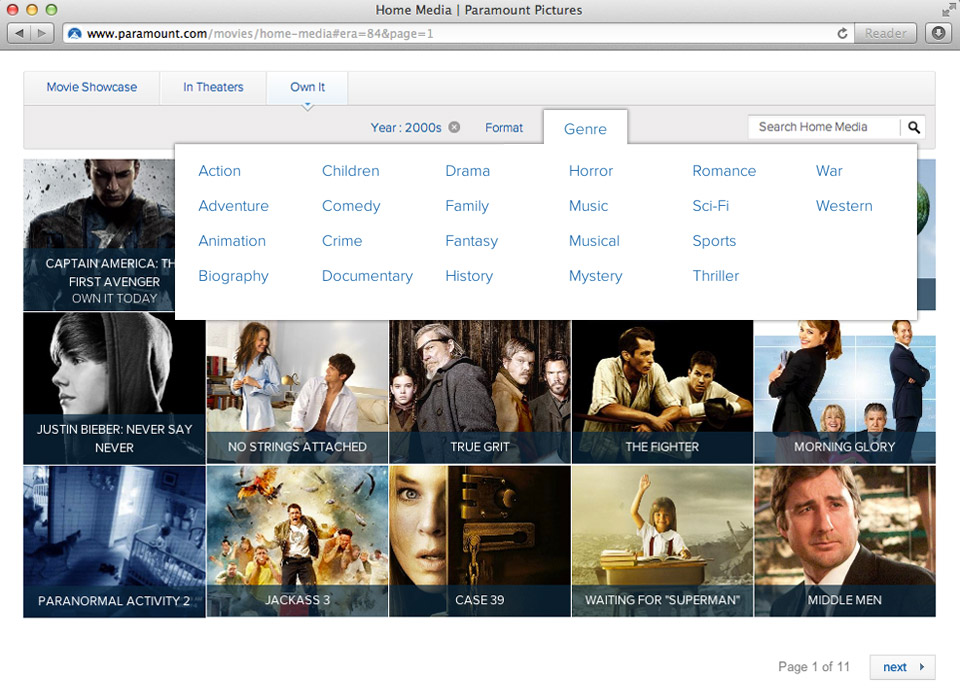 Home Media | Paramount Pictures
www.paramount.com/movies/home-media#era=84&page=1
Reader
Movie Showcase
In Theaters
Own It
Year : 2000s
Format
Genre
Search Home Media
Action
Children
Drama
Horror
Romance
War
Adventure
Comedy
Family
Music
Sci-Fi
Western
Animation
Crime
Fantasy
Musical
Sports
Biography
Documentary
History
Mystery
Thriller
CAPTAIN AMERICA: TH
FIRST AVENGER
OWN IT TODAY
JUSTIN BIEBER: NEVER SAY
NEVER
NO STRINGS ATTACHED
TRUE GRIT
THE FIGHTER
MORNING GLORY
PARANORMAL ACTIVITY 2
JACKASS 3
CASE 39
WAITING FOR "SUPERMAN"
MIDDLE MEN
Page 1 of 11
next